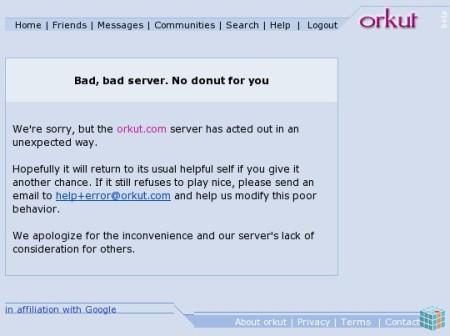 Home | Friends | Messages | Communities | Search | Help | Logout
orkut
beta
Bad, bad server. No donut for you
We're sorry, but the orkut.com server has acted out in an
unexpected way.
Hopefully it will return to its usual helpful self if you give it
another chance. If it still refuses to play nice, please send an
email to help+error@orkut.com and help us modify this poor
behavior.
We apologize for the inconvenience and our server's lack of
consideration for others.
in affiliation with Google
About orkut | Privacy | Terms | Contact